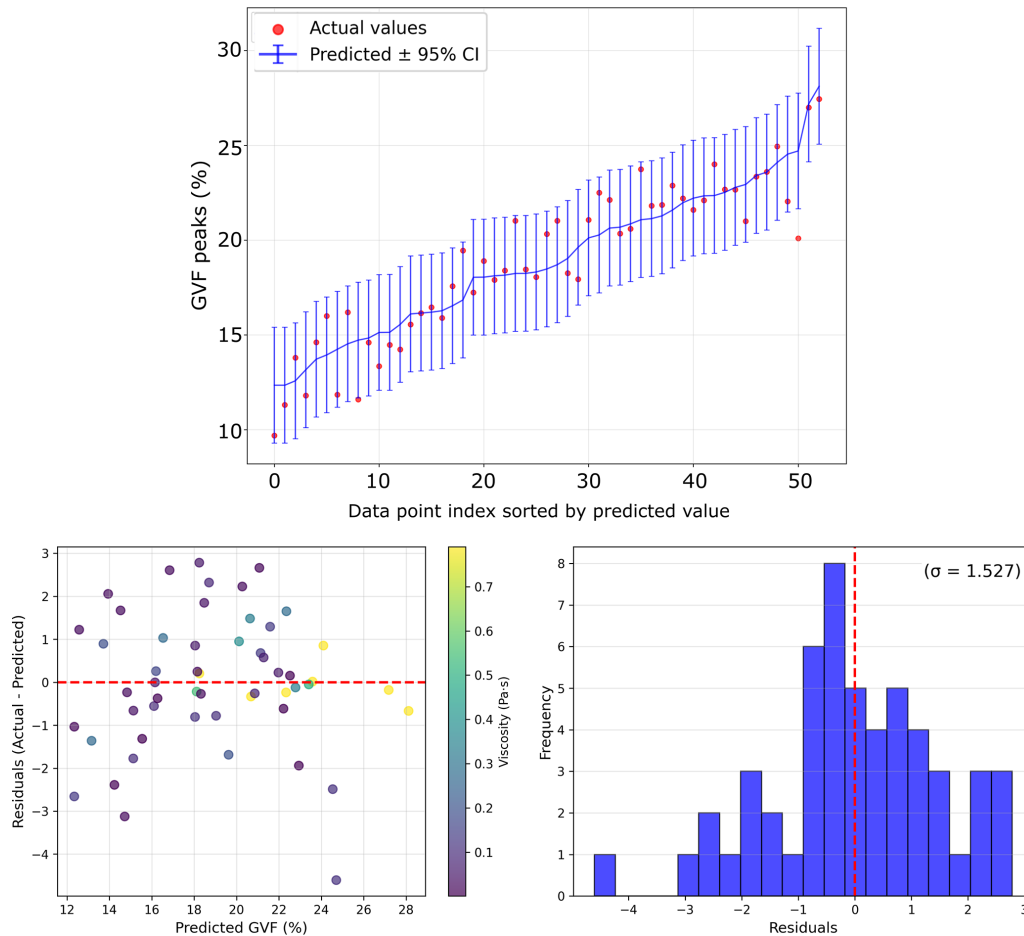 Actual values
Predicted ± 95% CI
GVF peaks (%)
30
25
20
15
10
0 10 20 30 40 50
Data point index sorted by predicted value
Residuals (Actual - Predicted)
3
2
1
0
−1
−2
−3
−4
12 14 16 18 20 22 24 26 28
Predicted GVF (%)
0.7
0.6
0.5
0.4
0.3
0.2
0.1
Viscosity (Pa·s)
(σ = 1.527)
Frequency
8
7
6
5
4
3
2
1
0
−4 −3 −2 −1 0 1 2 3
Residuals